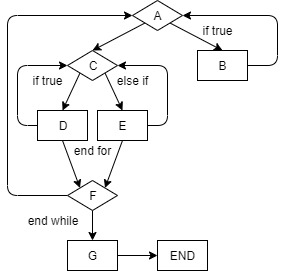 A
if true
B
C
if true
else if
D
E
end for
F
end while
G
END